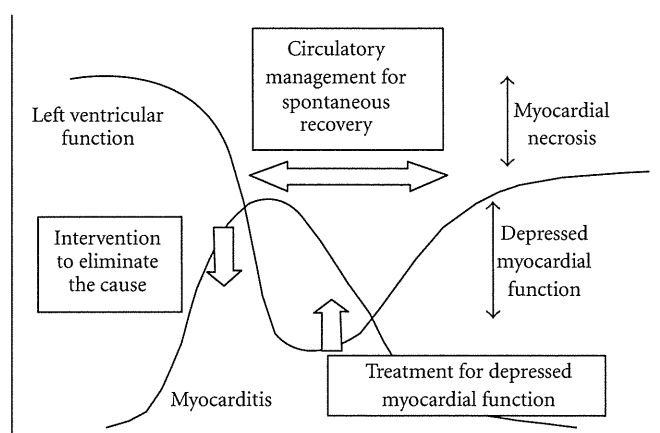 Circulatory
management for
spontaneous
recovery
Left ventricular
function
Myocardial
necrosis
Intervention
to eliminate
the cause
Depressed
myocardial
function
Myocarditis
Treatment for depressed
myocardial function